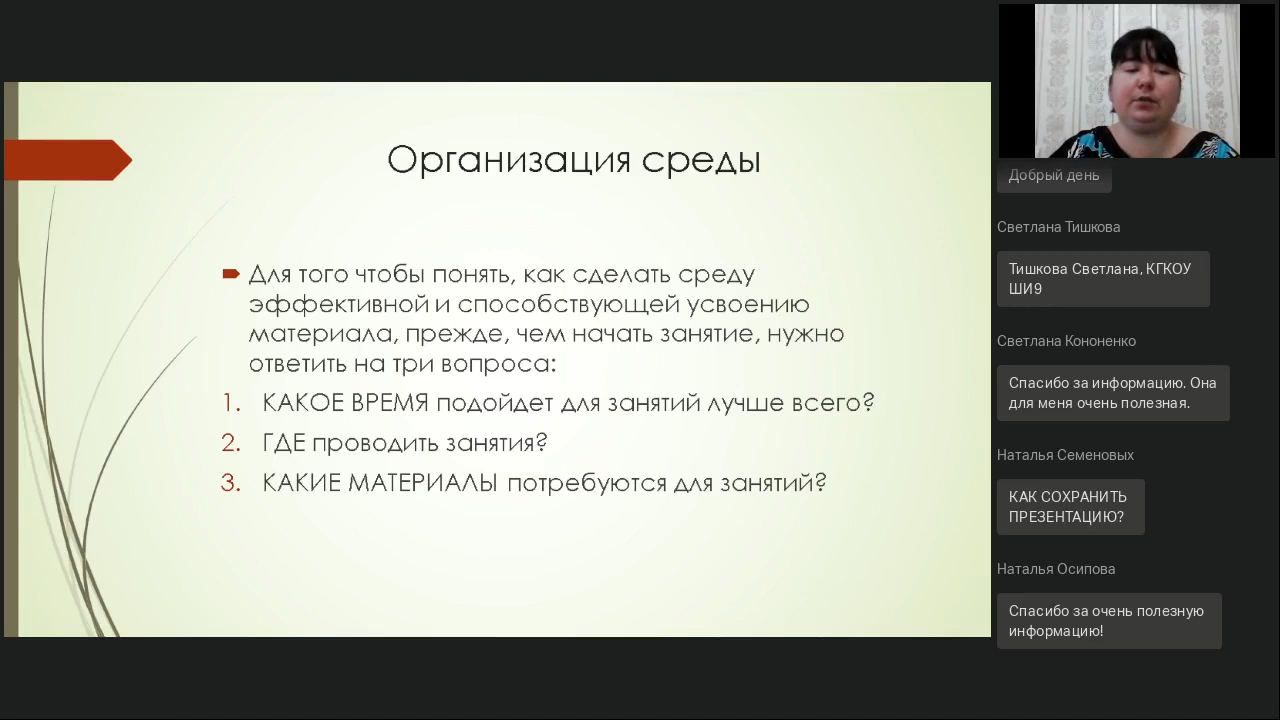 Организация среды
Для того чтобы понять, как сделать среду
эффективной и способствующей усвоению
материала, прежде, чем начать занятие, нужно
ответить на три вопроса:
1. КАКОЕ ВРЕМЯ подойдет для занятий лучше всего?
2. ГДЕ проводить занятия?
3. КАКИЕ МАТЕРИАЛЫ потребуются для занятий?
Добрый день
Светлана Тишкова
Тишкова Светлана, КГКОУ
ШИ9
Светлана Кононенко
Спасибо за информацию. Она
для меня очень полезная.
Наталья Семеновых
КАК СОХРАНИТЬ
ПРЕЗЕНТАЦИЮ?
Наталья Осипова
Спасибо за очень полезную
информацию!